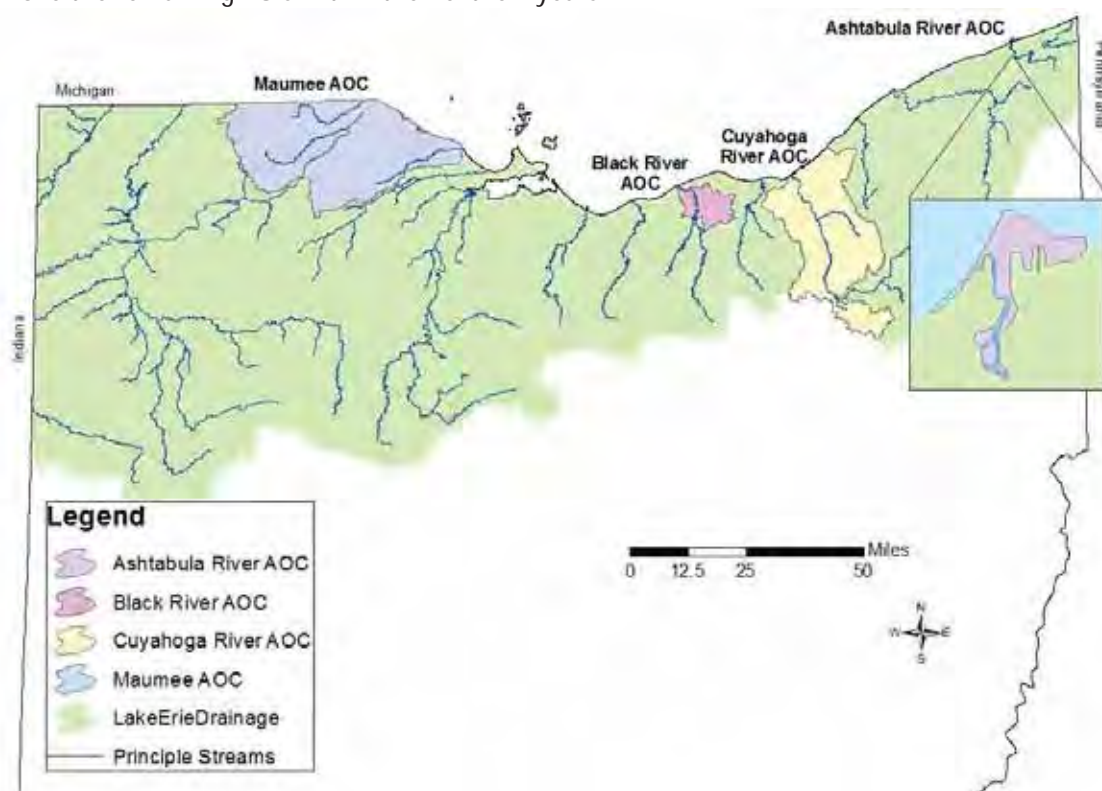 Ashtabula River AOC
Michigan
Maumee AOC
Cuyahoga
River AOC
Black River
AOC
Indiana
Legend
Ashtabula River AOC
Black River AOC
Cuyahoga River AOC
Maumee AOC
LakeErieDrainage
Principle Streams
Miles
0 12.5 25 50
N
W E
S